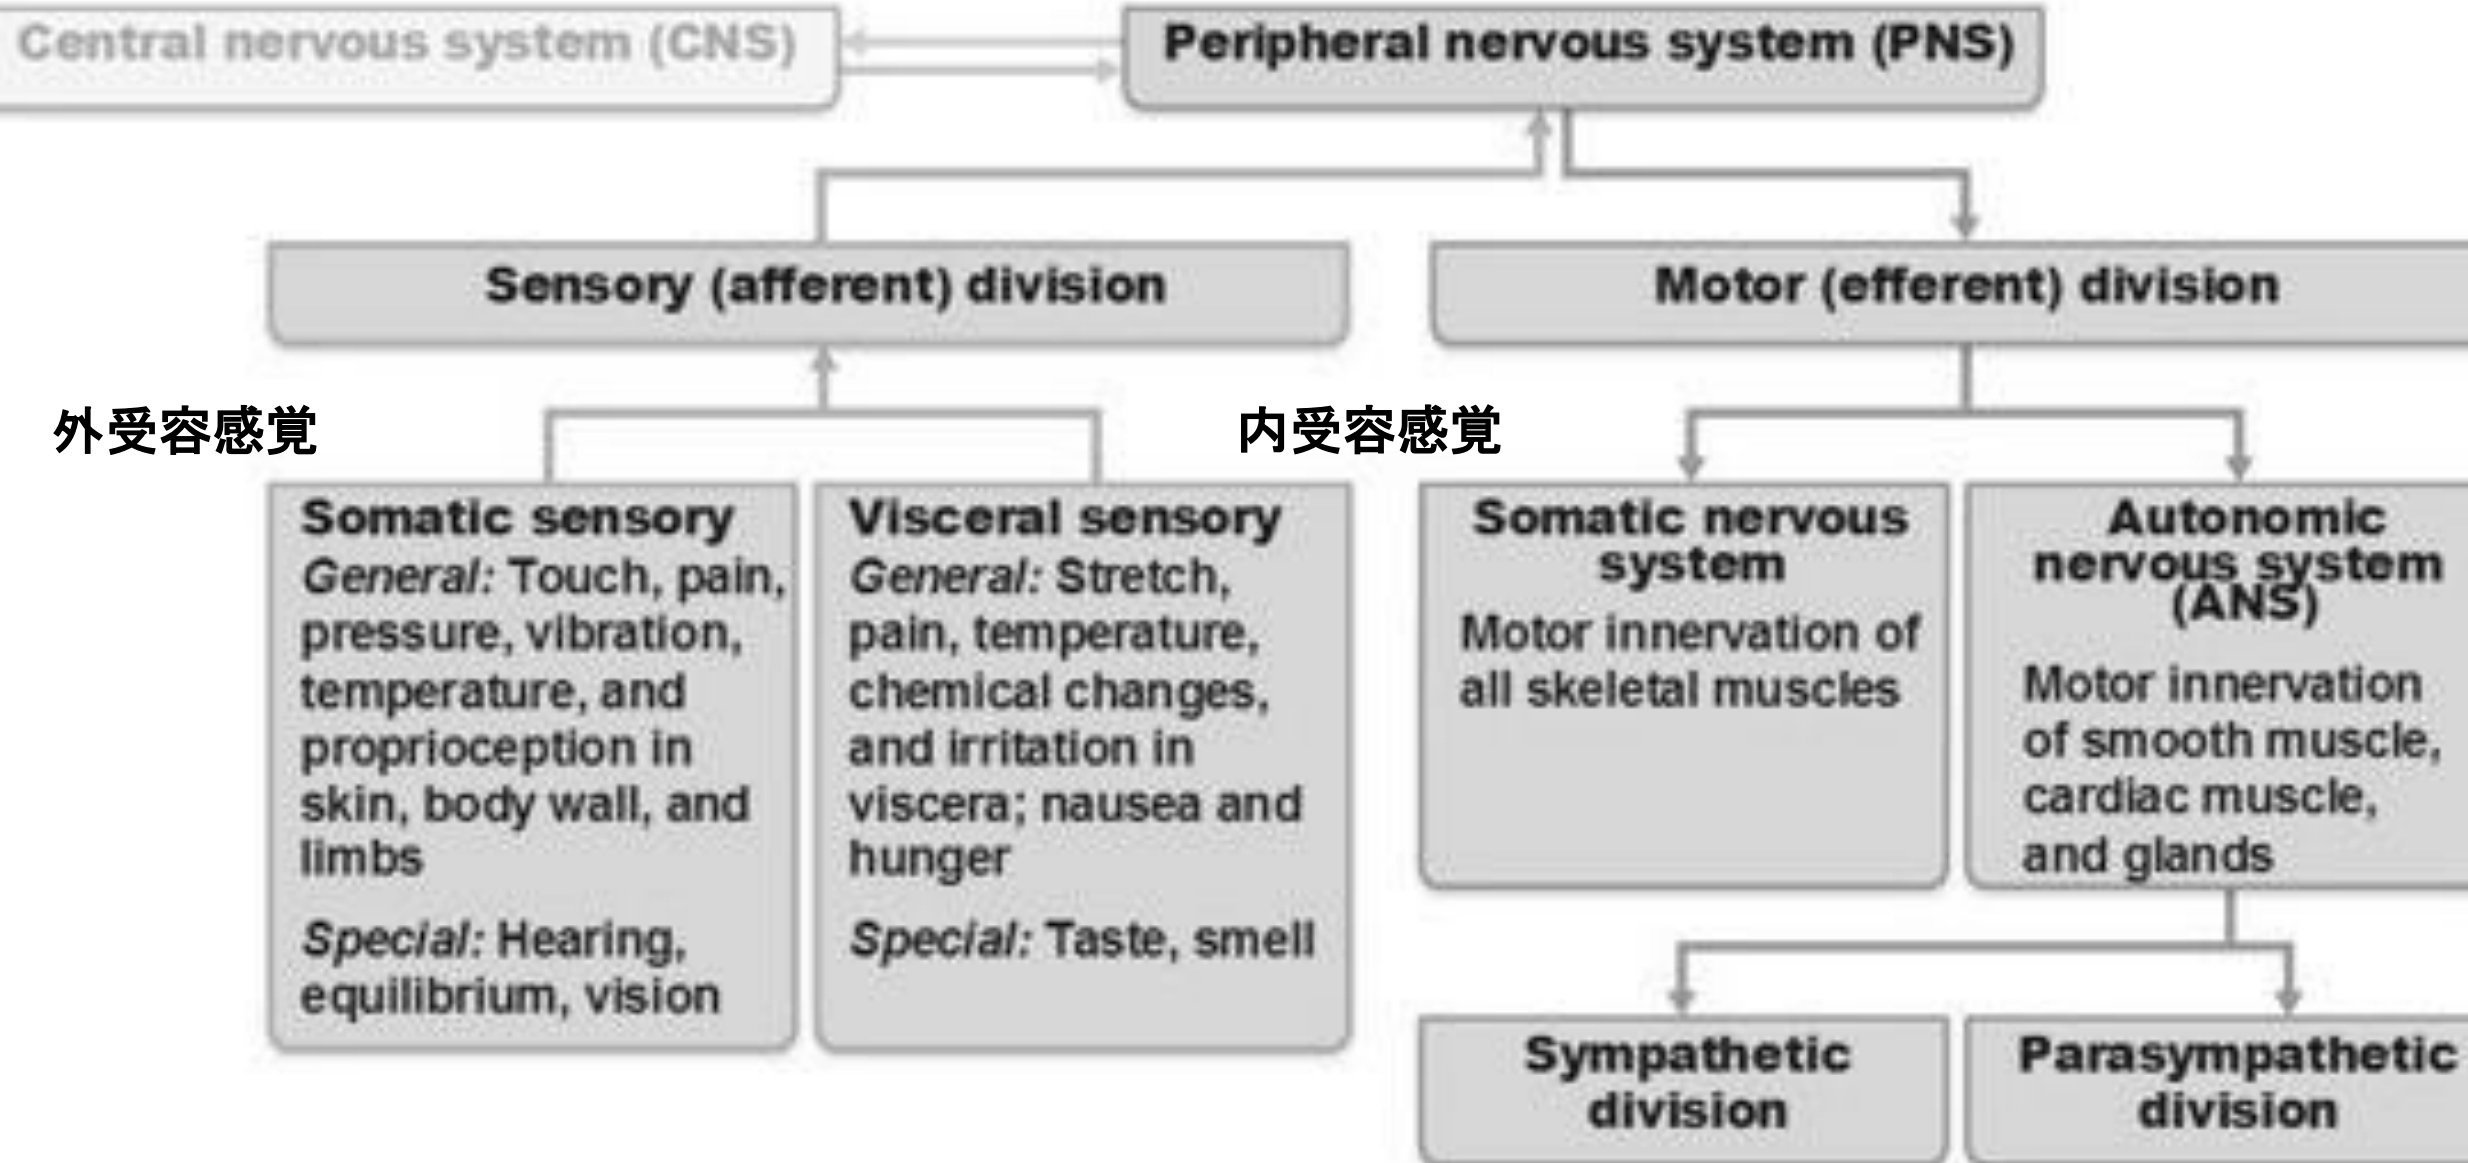 Central nervous system (CNS)
Peripheral nervous system (PNS)
Sensory (afferent) division
Motor (efferent) division
外受容感覚
内受容感覚
Somatic sensory
General: Touch, pain,
pressure, vibration,
temperature, and
proprioception in
skin, body wall, and
limbs
Special: Hearing,
equilibrium, vision
Visceral sensory
General: Stretch,
pain, temperature,
chemical changes,
and irritation in
viscera; nausea and
hunger
Special: Taste, smell
Somatic nervous
system
Motor innervation of
all skeletal muscles
Autonomic
nervous system
(ANS)
Motor innervation
of smooth muscle,
cardiac muscle,
and glands
Sympathetic
division
Parasympathetic
division